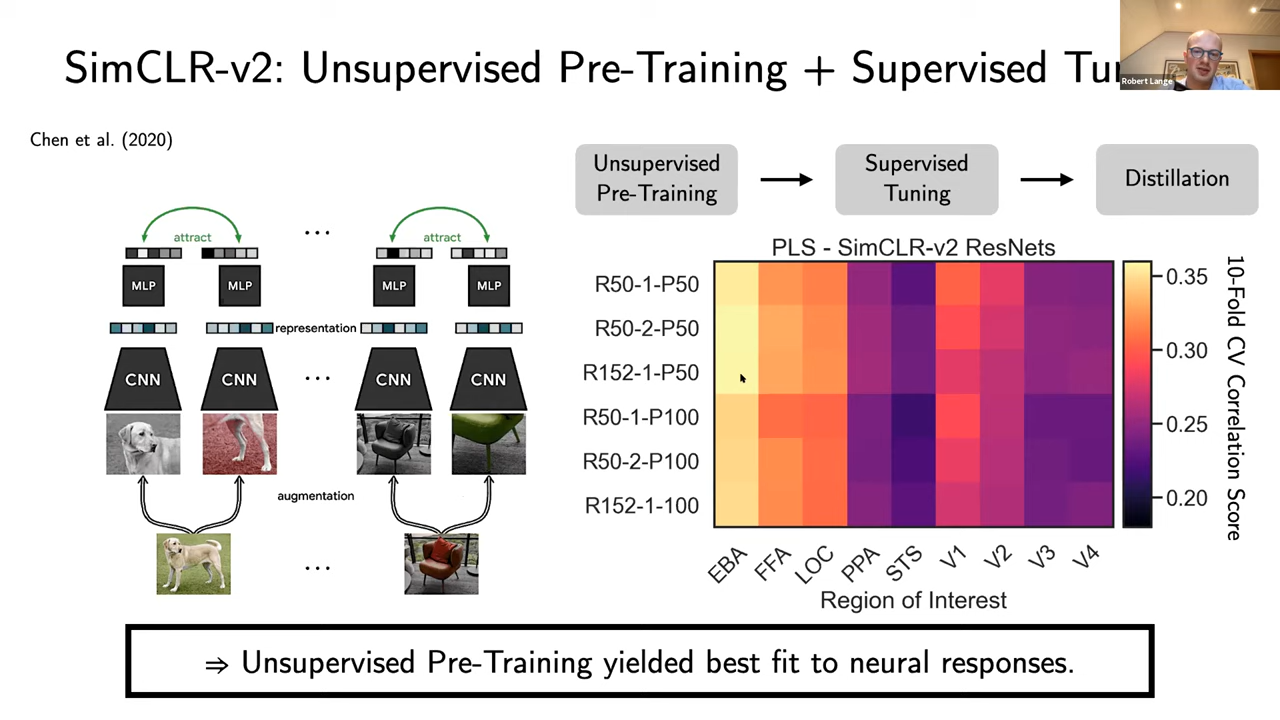 SimCLR-v2: Unsupervised Pre-Training + Supervised Tu
Robert Lange
Chen et al. (2020)
Unsupervised
Pre-Training
Supervised
Tuning
Distillation
attract
...
attract
MLP
MLP
MLP
MLP
representation
CNN
CNN
...
CNN
CNN
augmentation
...
PLS - SimCLR-v2 ResNets
R50-1-P50
R50-2-P50
R152-1-P50
R50-1-P100
R50-2-P100
R152-1-100
EBA
FFA
LOC
PPA
STS
V1
V2
V3
V4
Region of Interest
0.35
0.30
0.25
0.20
10-Fold CV Correlation Score
⇒ Unsupervised Pre-Training yielded best fit to neural responses.